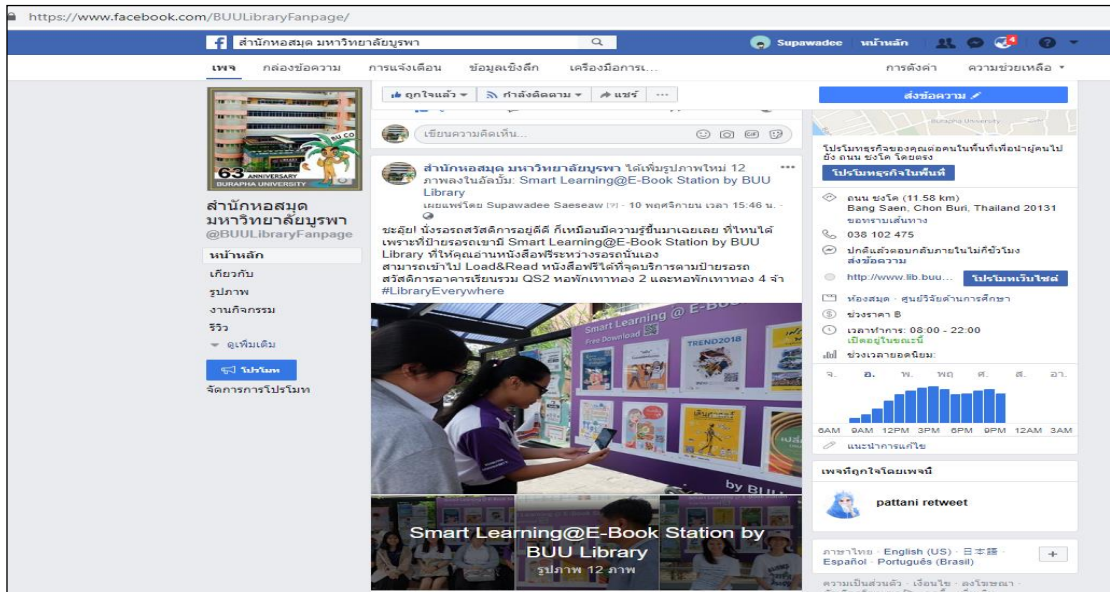 https://www.facebook.com/BUULibraryFanpage/
สำนักหอสมุด มหาวิทยาลัยบูรพา
Supawadee หน้าหลัก
เพจ กล่องข้อความ การแจ้งเตือน ข้อมูลเชิงลึก เครื่องมือการเ... การตั้งค่า ความช่วยเหลือ
ถูกใจแล้ว กำลังติดตาม แชร์ ...
ส่งข้อความ
เขียนความคิดเห็น...
63 ANNIVERSARY
BURAPHA UNIVERSITY
สำนักหอสมุด
มหาวิทยาลัยบูรพา
@BUULibraryFanpage
หน้าหลัก
เกี่ยวกับ
รูปภาพ
งานกิจกรรม
รีวิว
ดูเพิ่มเติม
โปรโมท
จัดการการโปรโมท
สำนักหอสมุด มหาวิทยาลัยบูรพา ได้เพิ่มรูปภาพใหม่ 12
ภาพลงในอัลบั้ม: Smart Learning@E-Book Station by BUU
Library
เผยแพร่โดย Supawadee Saeseaw [?] · 10 พฤศจิกายน เวลา 15:46 น. ·
ชะอุ้ย! นั่งรอรถสวัสดิการอยู่ดีดี ก็เหมือนมีความรู้ขึ้นมาเฉยเลย ที่ไหนได้
เพราะที่ป้ายรอรถเขามี Smart Learning@E-Book Station by BUU
Library ที่ให้คุณอ่านหนังสือฟรีระหว่างรอรถนั่นเอง
สามารถเข้าไป Load&Read หนังสือฟรีได้ที่จุดบริการตามป้ายรอรถ
สวัสดิการอาคารเรียนรวม QS2 หอพักเทาทอง 2 และหอพักเทาทอง 4 จ้า
#LibraryEverywhere
Smart Learning @ E-Book
Free Download
TREND2018
by BUU
Smart Learning@E-Book Station by
BUU Library
รูปภาพ 12 ภาพ
Burapha University
โปรโมทธุรกิจของคุณต่อคนในพื้นที่เพื่อนำผู้คนไป
ยัง ถนน ชงโค โดยตรง
โปรโมทธุรกิจในพื้นที่
ถนน ชงโค (11.58 km)
Bang Saen, Chon Buri, Thailand 20131
ขอทราบเส้นทาง
038 102 475
ปกติแล้วตอบกลับภายในไม่กี่ชั่วโมง
ส่งข้อความ
http://www.lib.buu... โปรโมทเว็บไซต์
ห้องสมุด · ศูนย์วิจัยด้านการศึกษา
ช่วงราคา ฿
เวลาทำการ: 08:00 - 22:00
เปิดอยู่ในขณะนี้
ช่วงเวลายอดนิยม:
จ. อ. พ. พฤ ศ. ส. อา.
6AM 9AM 12PM 3PM 6PM 9PM 12AM 3AM
แนะนำการแก้ไข
เพจที่ถูกใจโดยเพจนี้
pattani retweet
ภาษาไทย · English (US) · 日本語 ·
Español · Português (Brasil)
ความเป็นส่วนตัว · เงื่อนไข · ลงโฆษณา ·